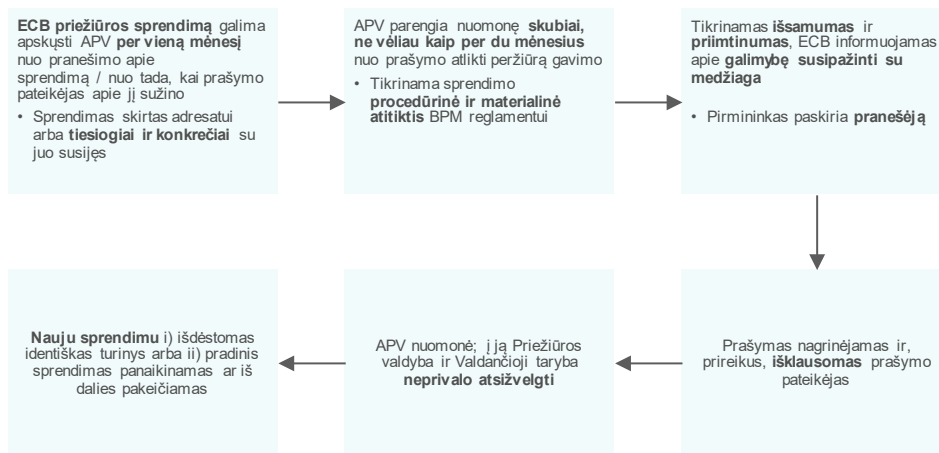 ECB priežiūros sprendimą galima
apskųsti APV per vieną mėnesį
nuo pranešimo apie
sprendimą / nuo tada, kai prašymo
pateikėjas apie jį sužino
• Sprendimas skirtas adresatui
arba tiesiogiai ir konkrečiai su
juo susijęs
APV parengia nuomonę skubiai,
ne vėliau kaip per du mėnesius
nuo prašymo atlikti peržiūrą gavimo
• Tikrinama sprendimo
procedūrinė ir materialinė
atitiktis BPM reglamentui
Tikrinamas išsamumas ir
priimtinumas, ECB informuojamas
apie galimybę susipažinti su
medžiaga
• Pirmininkas paskiria pranešėją
Prašymas nagrinėjamas ir,
prireikus, išklausomas prašymo
pateikėjas
APV nuomonė; į ją Priežiūros
valdyba ir Valdančioji taryba
neprivalo atsižvelgti
Nauju sprendimu i) išdėstomas
identiškas turinys arba ii) pradinis
sprendimas panaikinamas ar iš
dalies pakeičiamas